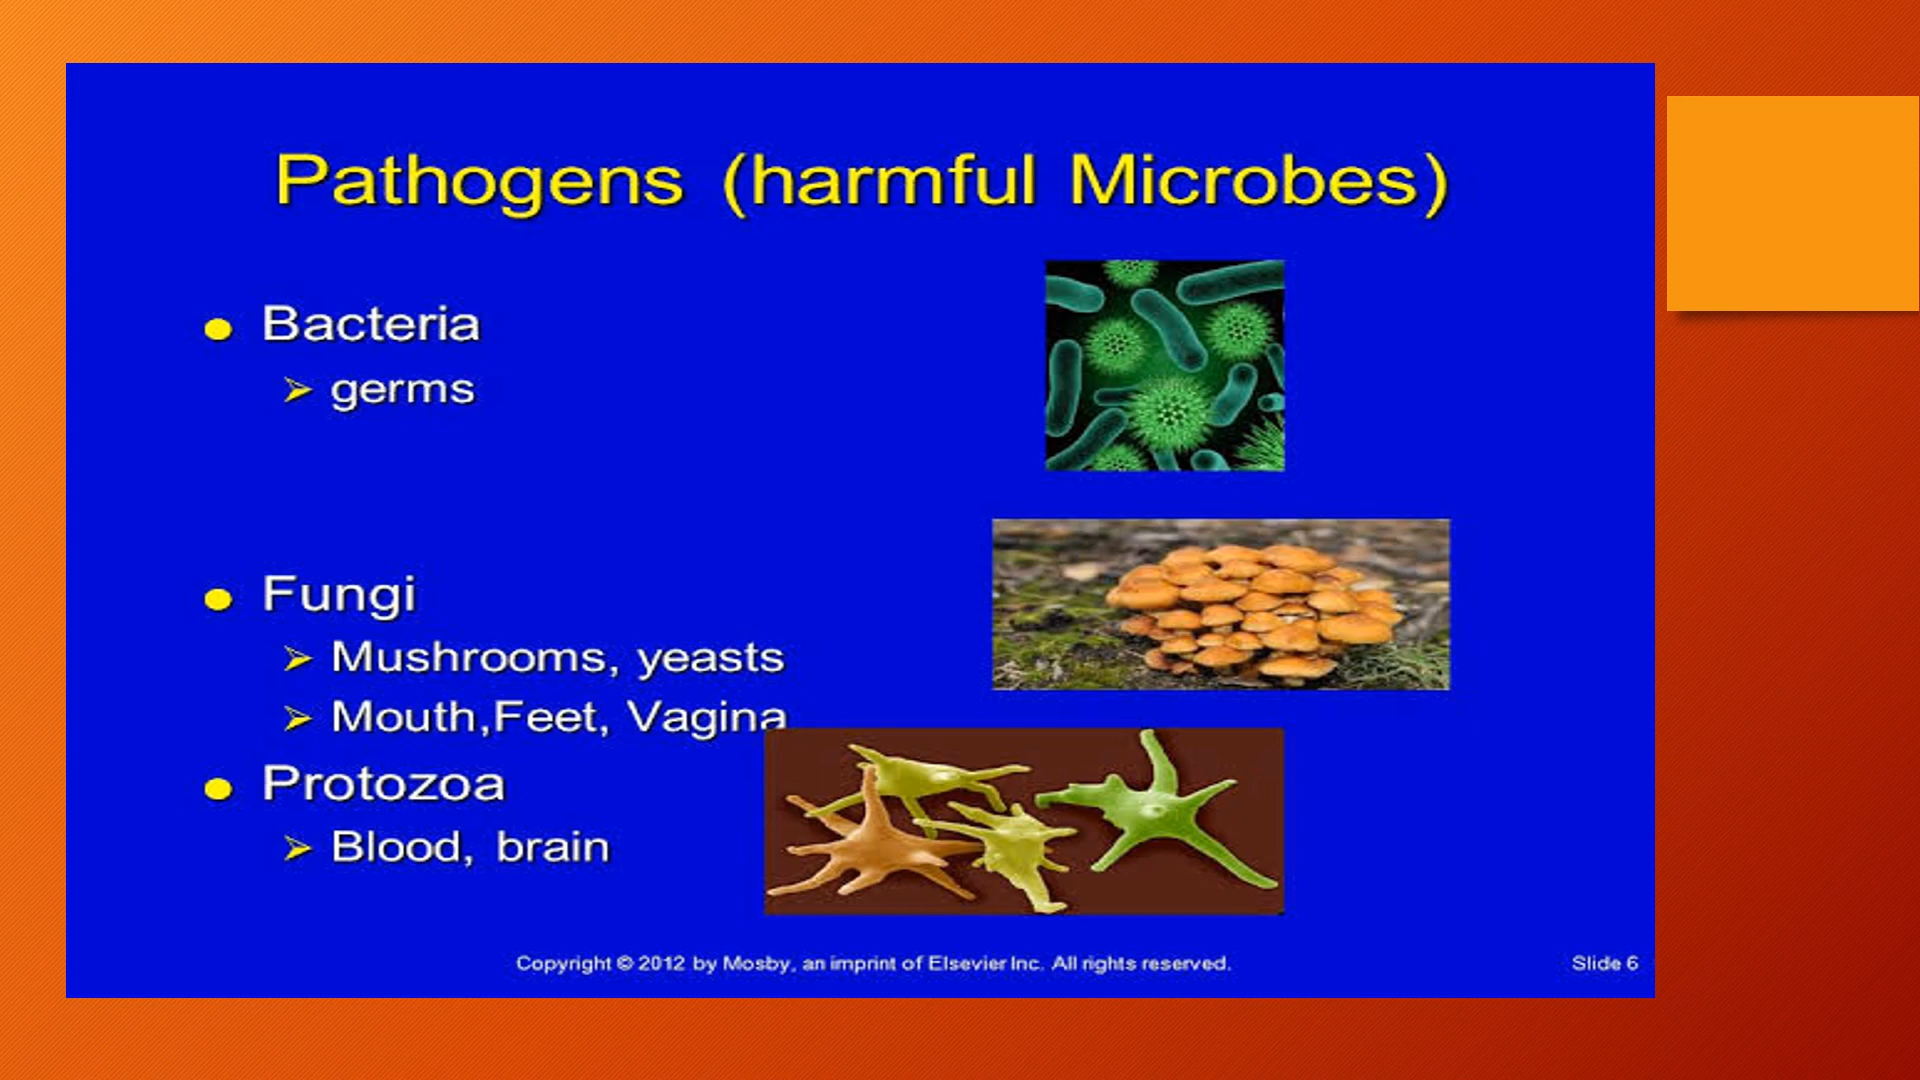 Pathogens (harmful Microbes)
Bacteria
germs
Fungi
Mushrooms, yeasts
Mouth,Feet, Vagina
Protozoa
Blood, brain
Copyright © 2012 by Mosby, an imprint of Elsevier Inc. All rights reserved.
Slide 6